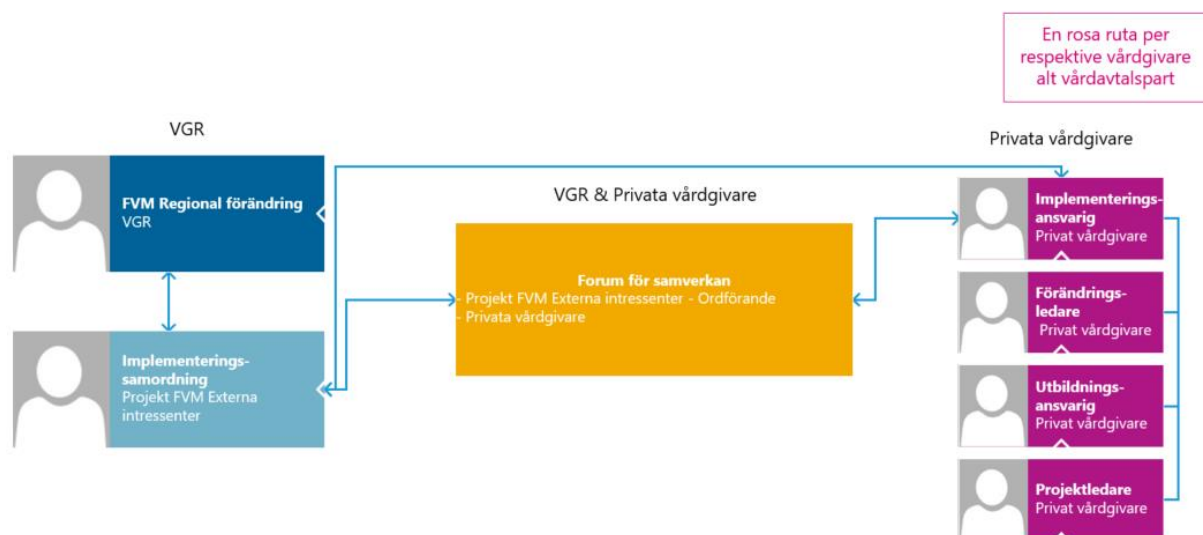 En rosa ruta per
respektive vårdgivare
alt vårdavtalspart
VGR
Privata vårdgivare
FVM Regional förändring
VGR
VGR & Privata vårdgivare
Implementerings-
ansvarig
Privat vårdgivare
Forum för samverkan
- Projekt FVM Externa intressenter - Ordförande
- Privata vårdgivare
Förändrings-
ledare
Privat vårdgivare
Implementerings-
samordning
Projekt FVM Externa
intressenter
Utbildnings-
ansvarig
Privat vårdgivare
Projektledare
Privat vårdgivare